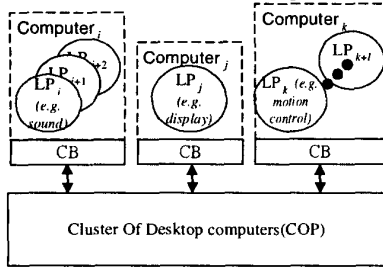 Computer i
LP i+2
LP i+1
LP i
(e.g.
sound)
CB
Computer j
LP j
(e.g.
display)
CB
Computer k
LP k+l
LP k (e.g.
motion
control)
CB
Cluster Of Desktop computers(COP)